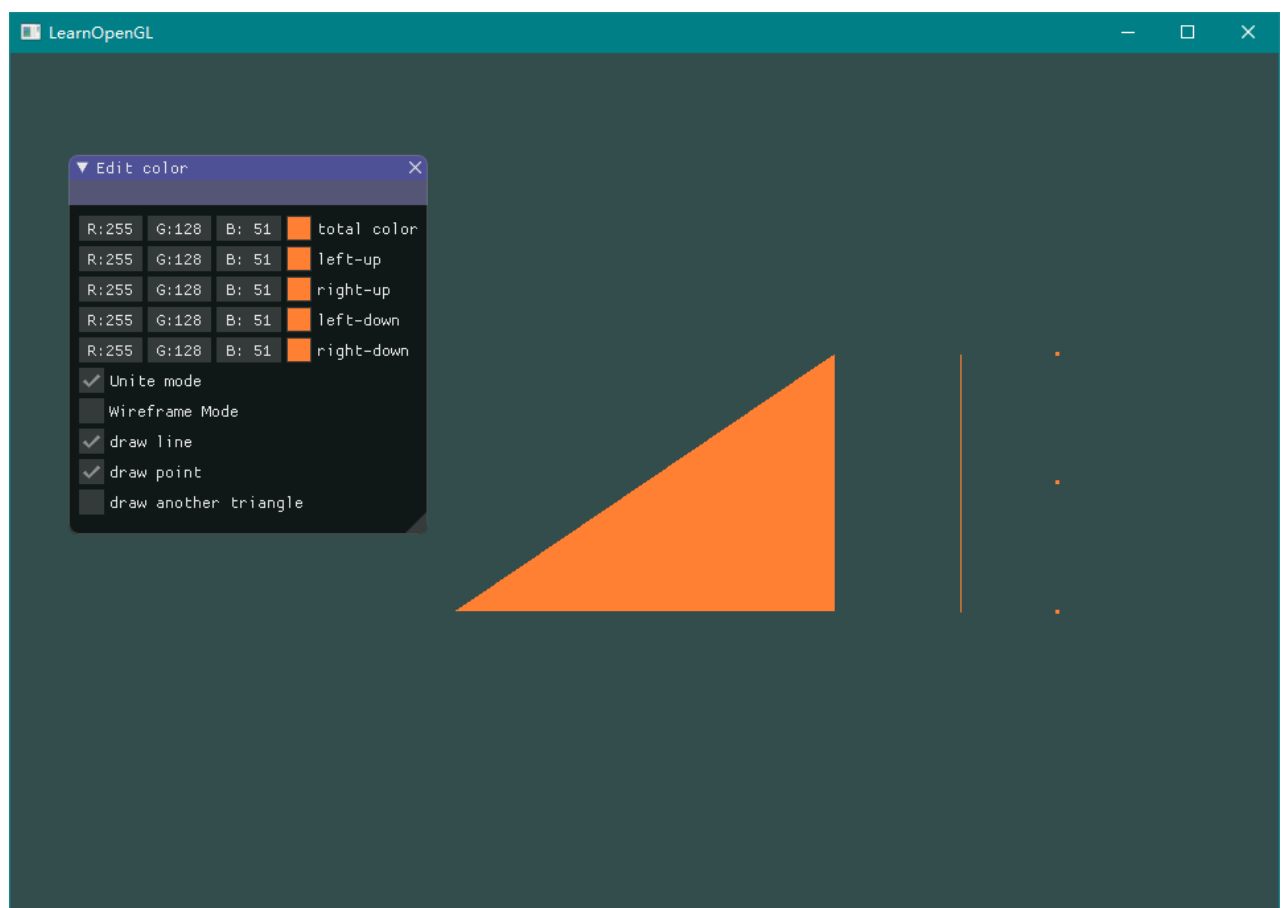 LearnOpenGL
Edit color
R:255 G:128 B: 51 total color
R:255 G:128 B: 51 left-up
R:255 G:128 B: 51 right-up
R:255 G:128 B: 51 left-down
R:255 G:128 B: 51 right-down
Unite mode
Wireframe Mode
draw line
draw point
draw another triangle